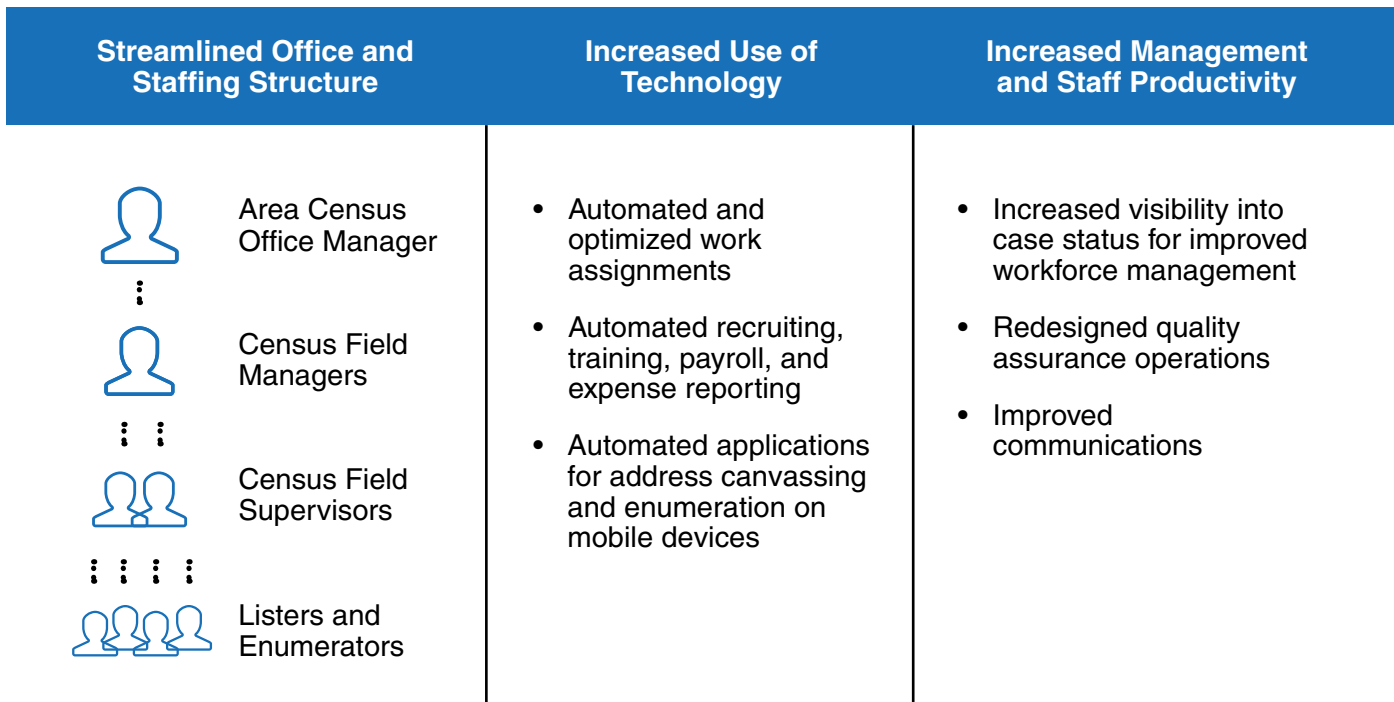 Streamlined Office and
Staffing Structure
Increased Use of
Technology
Increased Management
and Staff Productivity
Area Census
Office Manager
Census Field
Managers
Census Field
Supervisors
Listers and
Enumerators
• Automated and
optimized work
assignments
• Automated recruiting,
training, payroll, and
expense reporting
• Automated applications
for address canvassing
and enumeration on
mobile devices
• Increased visibility into
case status for improved
workforce management
• Redesigned quality
assurance operations
• Improved
communications